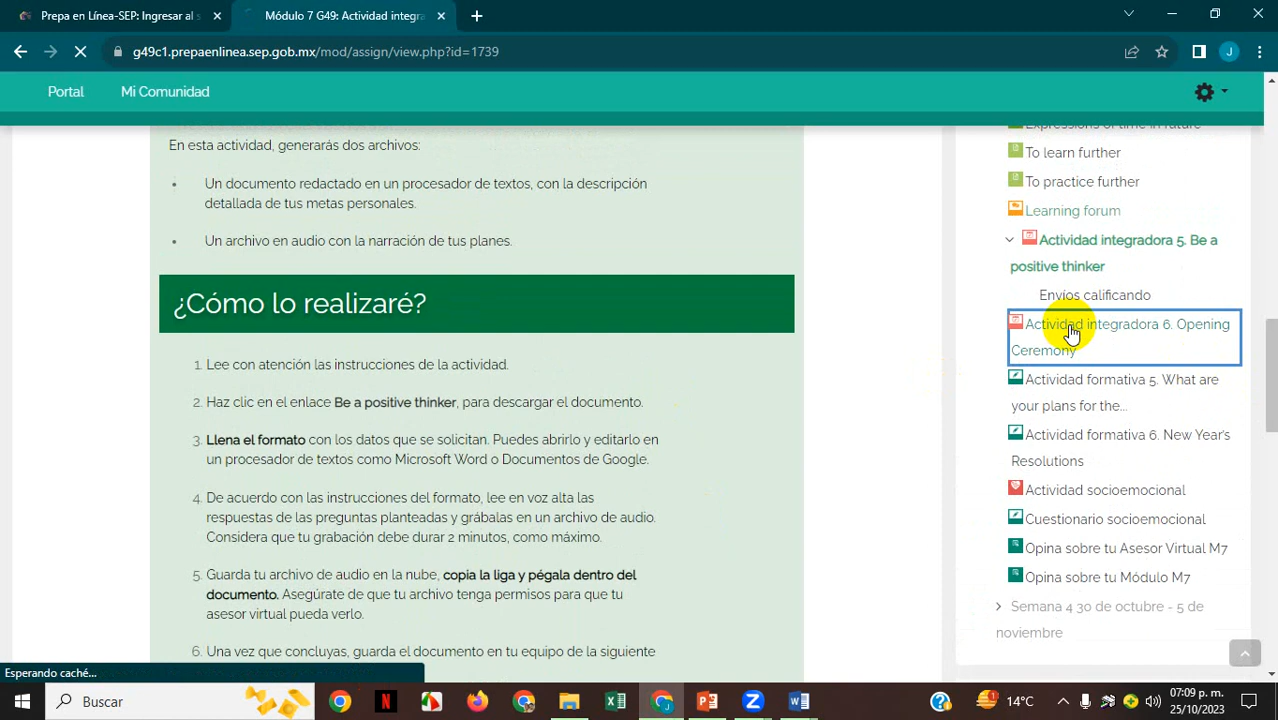 Prepa en Línea-SEP: Ingresar al s
Módulo 7 G49: Actividad integra
g49c1.prepaenlinea.sep.gob.mx/mod/assign/view.php?id=1739
J
Portal
Mi Comunidad
En esta actividad, generarás dos archivos:
• Un documento redactado en un procesador de textos, con la descripción
detallada de tus metas personales.
• Un archivo en audio con la narración de tus planes.
¿Cómo lo realizaré?
1. Lee con atención las instrucciones de la actividad.
2. Haz clic en el enlace Be a positive thinker, para descargar el documento.
3. Llena el formato con los datos que se solicitan. Puedes abrirlo y editarlo en
un procesador de textos como Microsoft Word o Documentos de Google.
4. De acuerdo con las instrucciones del formato, lee en voz alta las
respuestas de las preguntas planteadas y grábalas en un archivo de audio.
Considera que tu grabación debe durar 2 minutos, como máximo.
5. Guarda tu archivo de audio en la nube, copia la liga y pégala dentro del
documento. Asegúrate de que tu archivo tenga permisos para que tu
asesor virtual pueda verlo.
6. Una vez que concluyas, guarda el documento en tu equipo de la siguiente
Expressions of time in future
To learn further
To practice further
Learning forum
Actividad integradora 5. Be a
positive thinker
Envíos calificando
Actividad integradora 6. Opening
Ceremony
Actividad formativa 5. What are
your plans for the...
Actividad formativa 6. New Year's
Resolutions
Actividad socioemocional
Cuestionario socioemocional
Opina sobre tu Asesor Virtual M7
Opina sobre tu Módulo M7
Semana 4 30 de octubre - 5 de
noviembre
Esperando caché...
Buscar
14°C
07:09 p. m.
25/10/2023